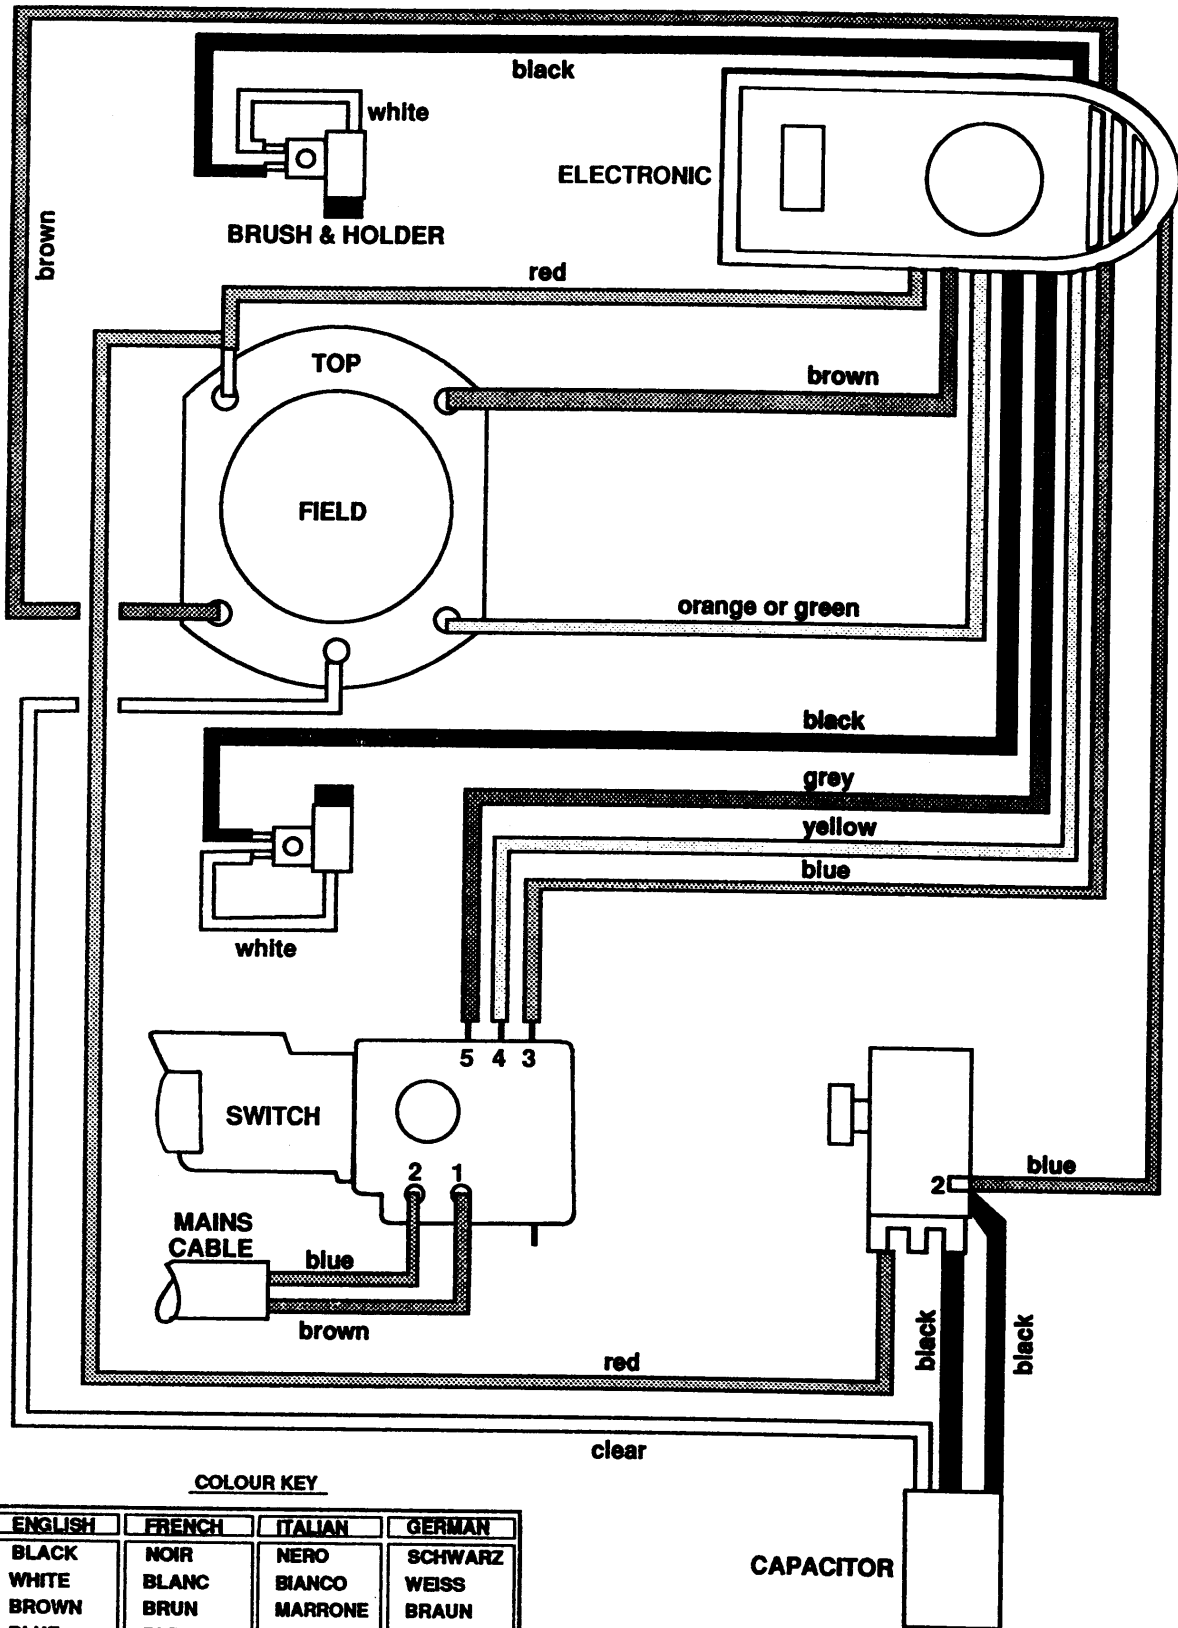 black
white
ELECTRONIC
BRUSH & HOLDER
brown
red
TOP
brown
FIELD
orange or green
black
grey
yellow
blue
white
5 4 3
SWITCH
2 1
2
blue
MAINS
CABLE
blue
brown
black
black
red
clear
COLOUR KEY
ENGLISH FRENCH ITALIAN GERMAN
BLACK NOIR NERO SCHWARZ
WHITE BLANC BIANCO WEISS
BROWN BRUN MARRONE BRAUN
CAPACITOR